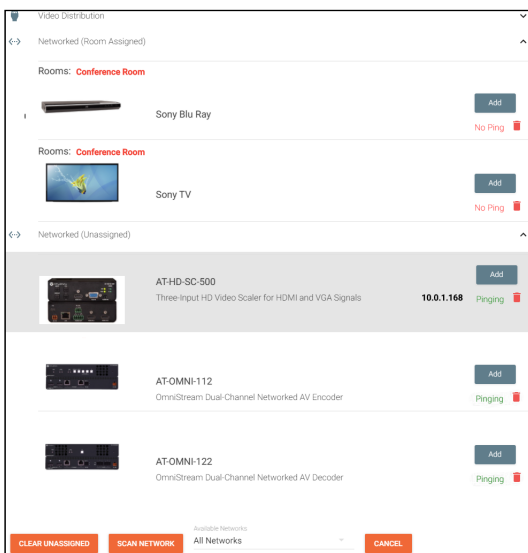 Video Distribution
Networked (Room Assigned)
Rooms: Conference Room
Add
Sony Blu Ray
No Ping
Rooms: Conference Room
Add
Sony TV
No Ping
Networked (Unassigned)
Add
AT-HD-SC-500
Three-Input HD Video Scaler for HDMI and VGA Signals 10.0.1.168 Pinging
Add
AT-OMNI-112
OmniStream Dual-Channel Networked AV Encoder Pinging
Add
AT-OMNI-122
OmniStream Dual-Channel Networked AV Decoder Pinging
Available Networks
CLEAR UNASSIGNED SCAN NETWORK All Networks CANCEL